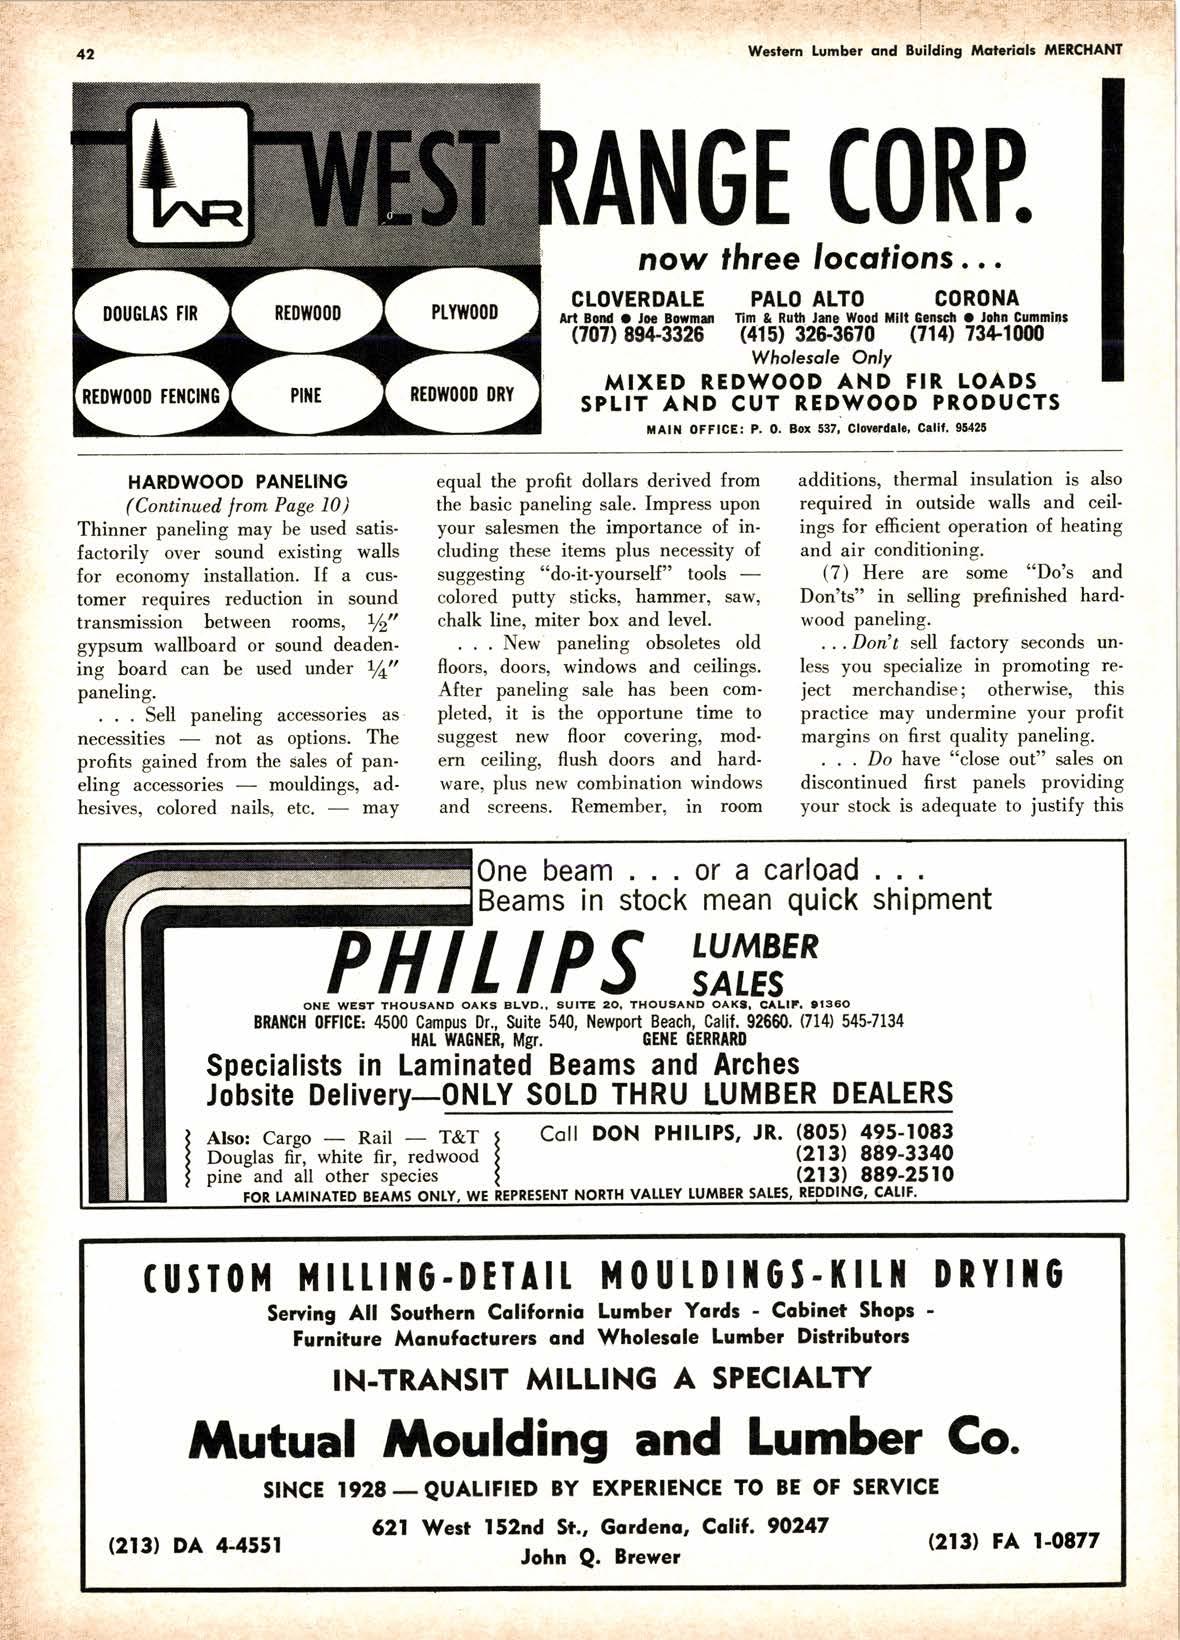 42
Western Lumber and Building Materials MERCHANT
WR
WEST RANGE CORP.
now three locations...
DOUGLAS FIR
REDWOOD
PLYWOOD
REDWOOD FENCING
PINE
REDWOOD DRY
CLOVERDALE PALO ALTO CORONA
Art Bond ● Joe Bowman Tim & Ruth Jane Wood Milt Gensch ● John Cummins
(707) 894-3326 (415) 326-3670 (714) 734-1000
Wholesale Only
MIXED REDWOOD AND FIR LOADS
SPLIT AND CUT REDWOOD PRODUCTS
MAIN OFFICE: P. O. Box 537, Cloverdale, Calif. 95425
HARDWOOD PANELING
(Continued from Page 10)
Thinner paneling may be used satis-
factorily over sound existing walls
for economy installation. If a cus-
tomer requires reduction in sound
transmission between rooms, ½"
gypsum wallboard or sound deaden-
ing board can be used under ¼"
paneling.
. . . Sell paneling accessories as
necessities — not as options. The
profits gained from the sales of pan-
eling accessories — mouldings, ad-
hesives, colored nails, etc. — may
equal the profit dollars derived from
the basic paneling sale. Impress upon
your salesmen the importance of in-
cluding these items plus necessity of
suggesting "do-it-yourself" tools —
colored putty sticks, hammer, saw,
chalk line, miter box and level.
. . . New paneling obsoletes old
floors, doors, windows and ceilings.
After paneling sale has been com-
pleted, it is the opportune time to
suggest new floor covering, mod-
ern ceiling, flush doors and hard-
ware, plus new combination windows
and screens. Remember, in room
additions, thermal insulation is also
required in outside walls and ceil-
ings for efficient operation of heating
and air conditioning.
(7) Here are some "Do's and
Don'ts" in selling prefinished hard-
wood paneling.
. . . Don't sell factory seconds un-
less you specialize in promoting re-
ject merchandise; otherwise, this
practice may undermine your profit
margins on first quality paneling.
. . . Do have "close out" sales on
discontinued first panels providing
your stock is adequate to justify this
One beam . . . or a carload . . .
Beams in stock mean quick shipment
PHILIPS LUMBER SALES
ONE WEST THOUSAND OAKS BLVD., SUITE 20, THOUSAND OAKS, CALIF. 91360
BRANCH OFFICE: 4500 Campus Dr., Suite 540, Newport Beach, Calif. 92660. (714) 545-7134
HAL WAGNER, Mgr. GENE GERRARD
Specialists in Laminated Beams and Arches
Jobsite Delivery—ONLY SOLD THRU LUMBER DEALERS
Also: Cargo — Rail — T&T
Douglas fir, white fir, redwood
pine and all other species
Call DON PHILIPS, JR. (805) 495-1083
(213) 889-3340
(213) 889-2510
FOR LAMINATED BEAMS ONLY, WE REPRESENT NORTH VALLEY LUMBER SALES, REDDING, CALIF.
CUSTOM MILLING-DETAIL MOULDINGS-KILN DRYING
Serving All Southern California Lumber Yards - Cabinet Shops -
Furniture Manufacturers and Wholesale Lumber Distributors
IN-TRANSIT MILLING A SPECIALTY
Mutual Moulding and Lumber Co.
SINCE 1928 — QUALIFIED BY EXPERIENCE TO BE OF SERVICE
(213) DA 4-4551
621 West 152nd St., Gardena, Calif. 90247
John Q. Brewer
(213) FA 1-0877